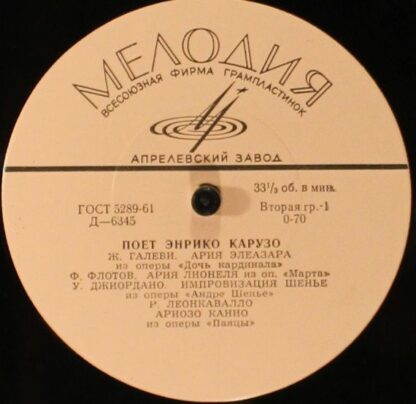 МЕЛОДИЯ
ВСЕСОЮЗНАЯ ФИРМА ГРАМПЛАСТИНОК
АПРЕЛЕВСКИЙ ЗАВОД
33⅓ об. в мин.
ГОСТ 5289-61
Вторая гр.-1
Д—6345
0-70
ПОЕТ ЭНРИКО КАРУЗО
Ж. ГАЛЕВИ. АРИЯ ЭЛЕАЗАРА
из оперы «Дочь кардинала»
Ф. ФЛОТОВ. АРИЯ ЛИОНЕЛЯ из оп. «Марта»
У. ДЖИОРДАНО. ИМПРОВИЗАЦИЯ ШЕНЬЕ
из оперы «Андре Шенье»
Р. ЛЕОНКАВАЛЛО
АРИОЗО КАНИО
из оперы «Паяцы»